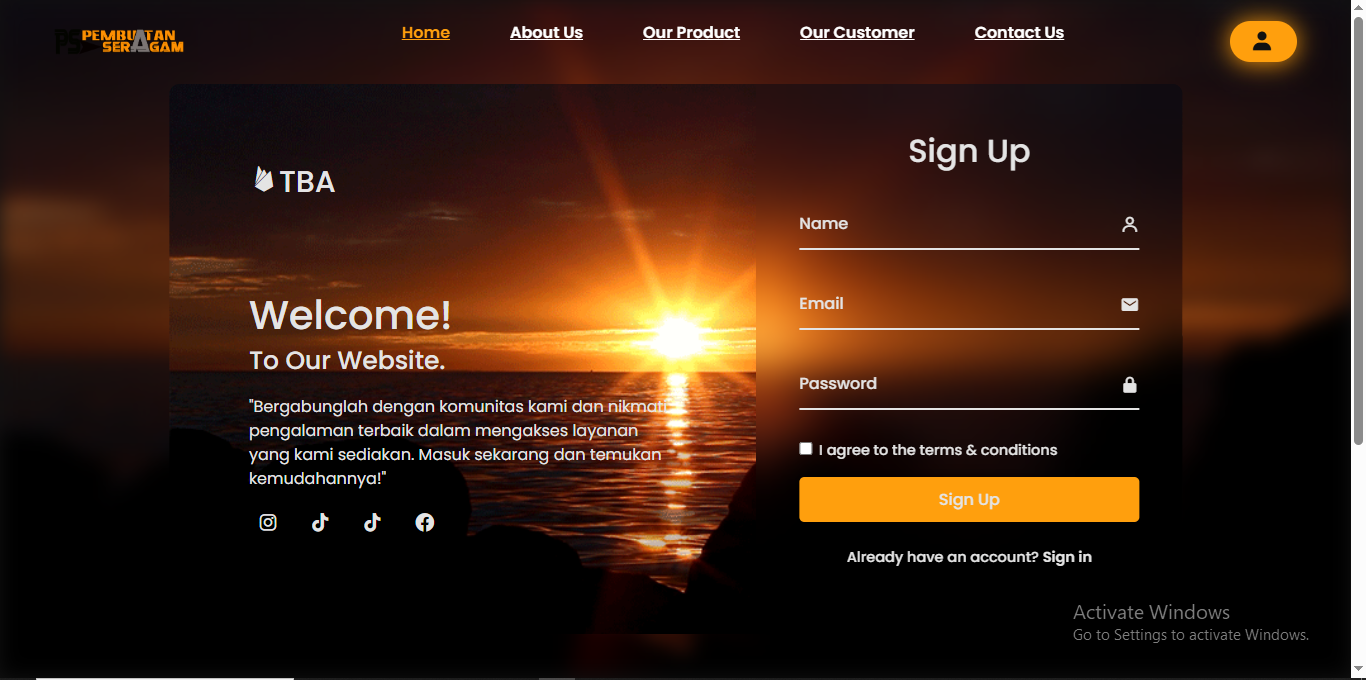 PS PEMBUATAN
SERAGAM
Home About Us Our Product Our Customer Contact Us
TBA
Welcome!
To Our Website.
"Bergabunglah dengan komunitas kami dan nikmati
pengalaman terbaik dalam mengakses layanan
yang kami sediakan. Masuk sekarang dan temukan
kemudahannya!"
Sign Up
Name
Email
Password
I agree to the terms & conditions
Sign Up
Already have an account? Sign in
Activate Windows
Go to Settings to activate Windows.